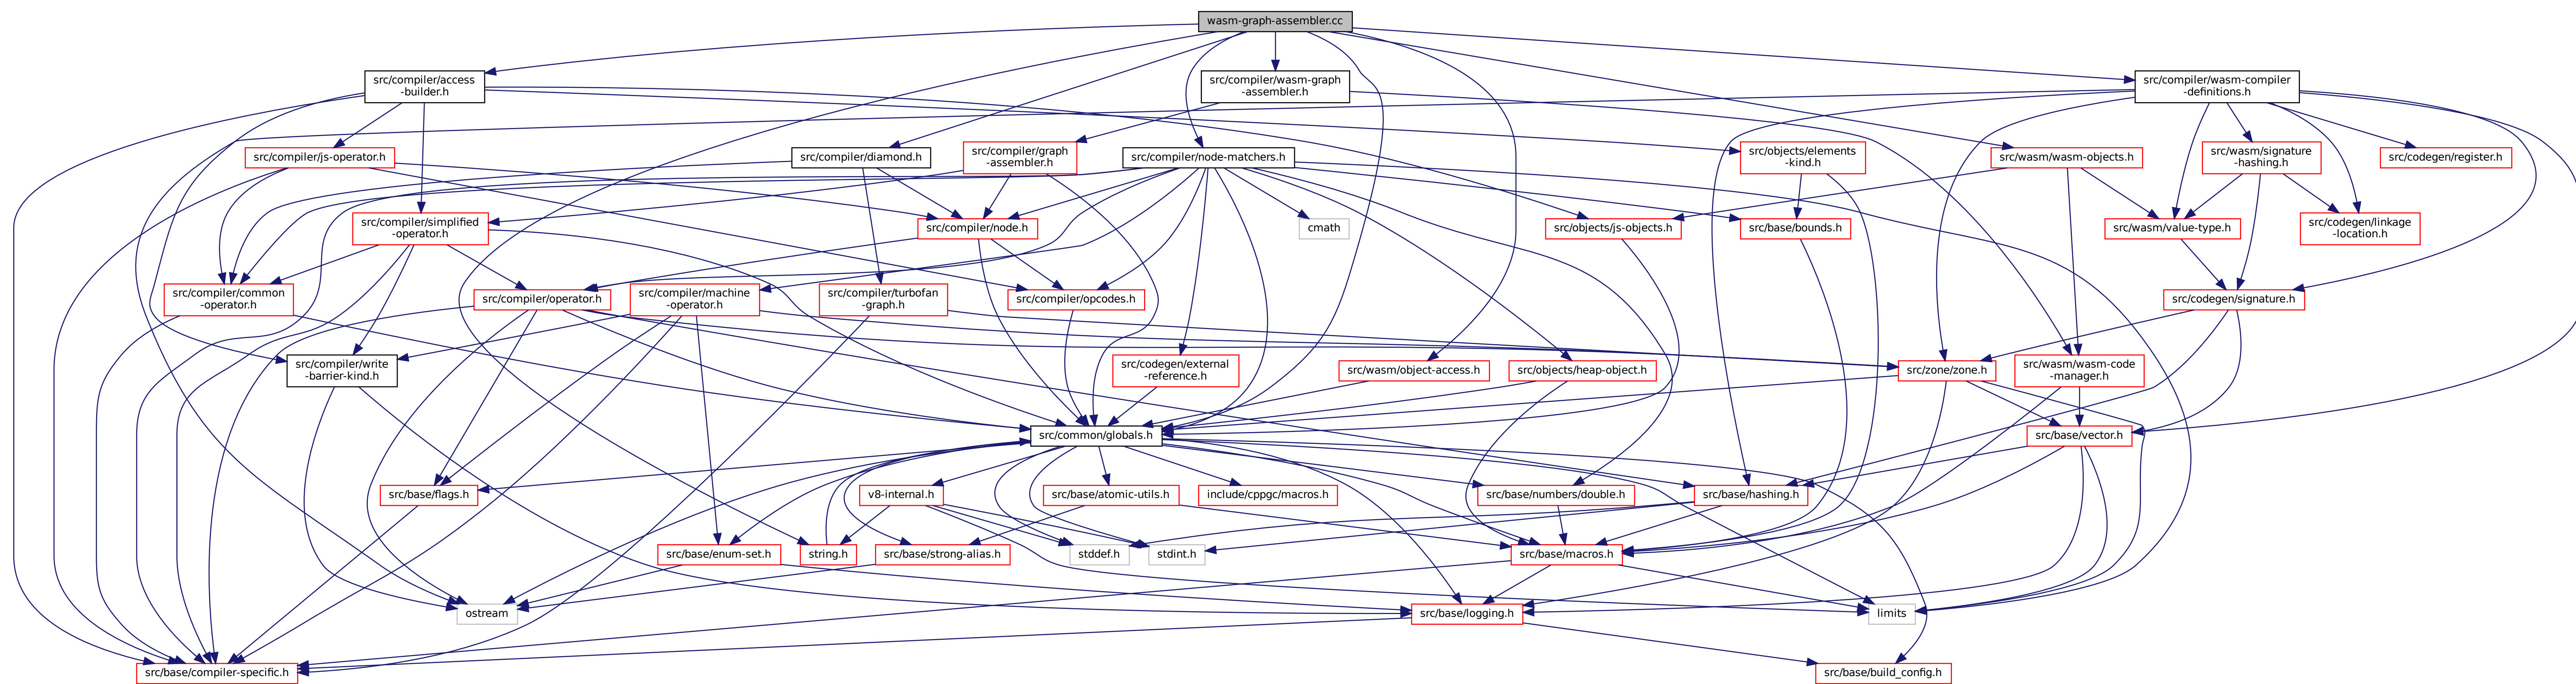 wasm-graph-assembler.cc
src/compiler/access
-builder.h
src/compiler/wasm-graph
-assembler.h
src/compiler/wasm-compiler
-definitions.h
src/compiler/js-operator.h
src/compiler/diamond.h
src/compiler/graph
-assembler.h
src/compiler/node-matchers.h
src/objects/elements
-kind.h
src/wasm/wasm-objects.h
src/wasm/signature
-hashing.h
src/codegen/register.h
src/compiler/simplified
-operator.h
src/compiler/node.h
cmath
src/objects/js-objects.h
src/base/bounds.h
src/wasm/value-type.h
src/codegen/linkage
-location.h
src/compiler/common
-operator.h
src/compiler/operator.h
src/compiler/machine
-operator.h
src/compiler/turbofan
-graph.h
src/compiler/opcodes.h
src/codegen/signature.h
src/compiler/write
-barrier-kind.h
src/codegen/external
-reference.h
src/wasm/object-access.h
src/objects/heap-object.h
src/zone/zone.h
src/wasm/wasm-code
-manager.h
src/common/globals.h
src/base/vector.h
src/base/flags.h
v8-internal.h
src/base/atomic-utils.h
include/cppgc/macros.h
src/base/numbers/double.h
src/base/hashing.h
src/base/enum-set.h
string.h
src/base/strong-alias.h
stddef.h
stdint.h
src/base/macros.h
ostream
src/base/logging.h
limits
src/base/compiler-specific.h
src/base/build_config.h